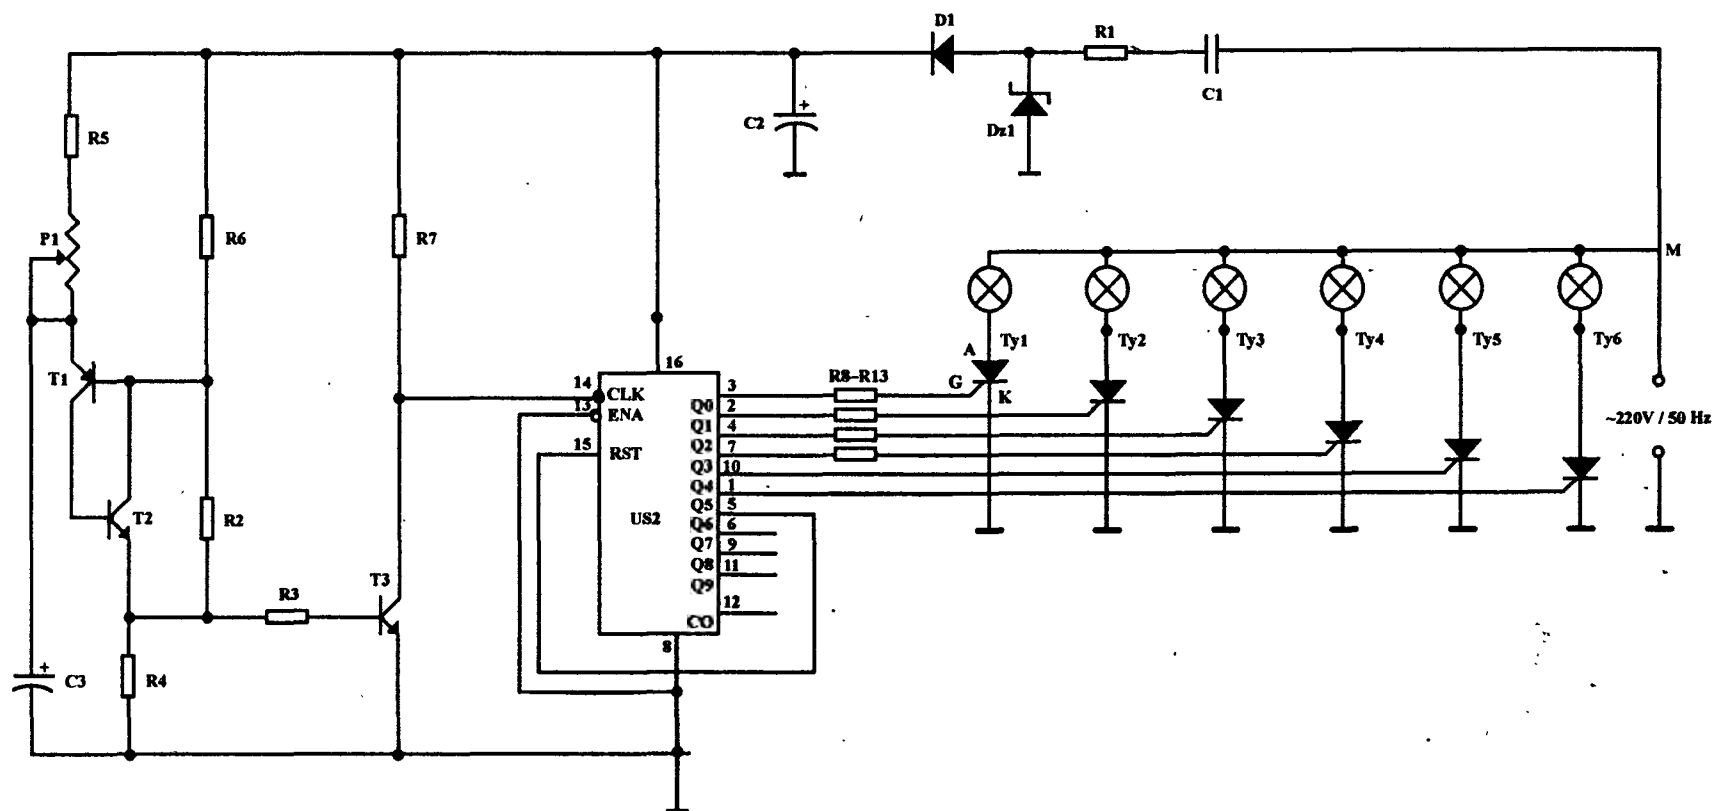 D1
R1
C1
C2
+
Dz1
R5
P1
R6
R7
M
Ty1
Ty2
Ty3
Ty4
Ty5
Ty6
A
G
K
T1
16
14
CLK
13
ENA
15
RST
R8-R13
3
Q0
2
Q1
4
Q2
7
Q3
10
Q4
1
Q5
5
Q6
6
Q7
9
Q8
11
Q9
12
CO
8
US2
~220V / 50 Hz
T2
R2
T3
R3
+
C3
R4